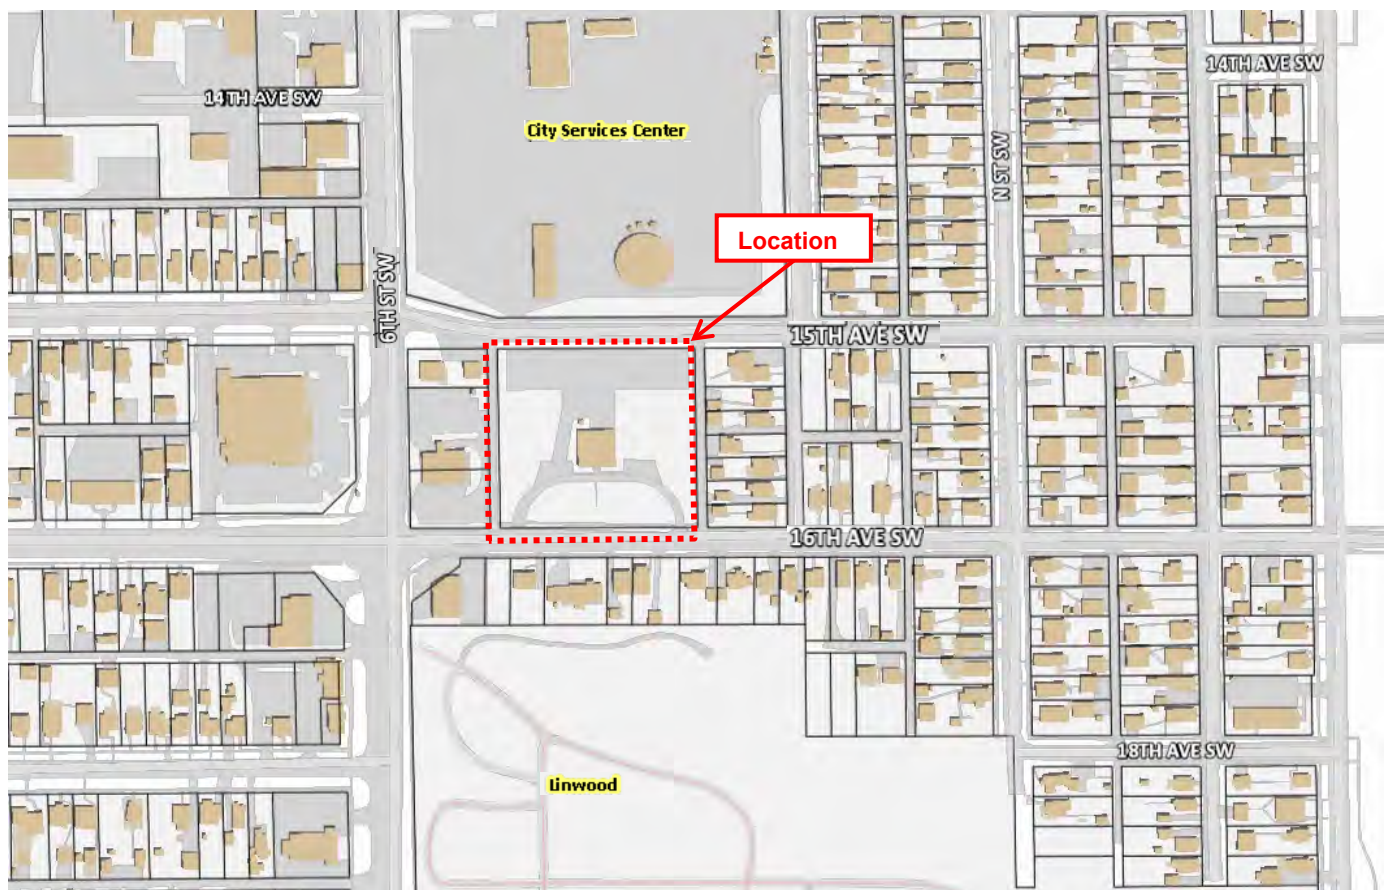 14TH AVE SW
14TH AVE SW
City Services Center
N ST SW
Location
6TH ST SW
15TH AVE SW
16TH AVE SW
18TH AVE SW
Linwood